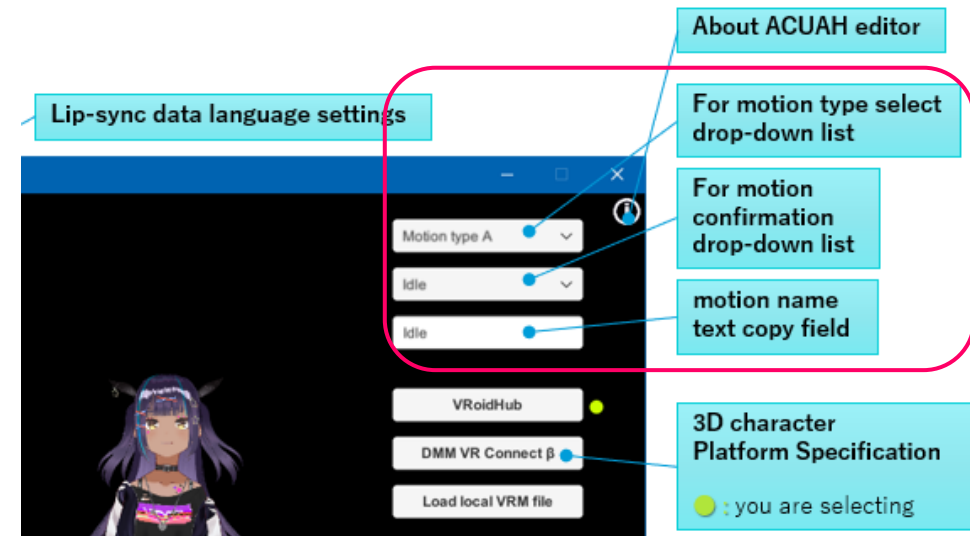 About ACUAH editor
Lip-sync data language settings
For motion type select
drop-down list
For motion
confirmation
drop-down list
motion name
text copy field
Motion type A
Idle
Idle
VRoidHub
DMM VR Connect β
Load local VRM file
3D character
Platform Specification
: you are selecting